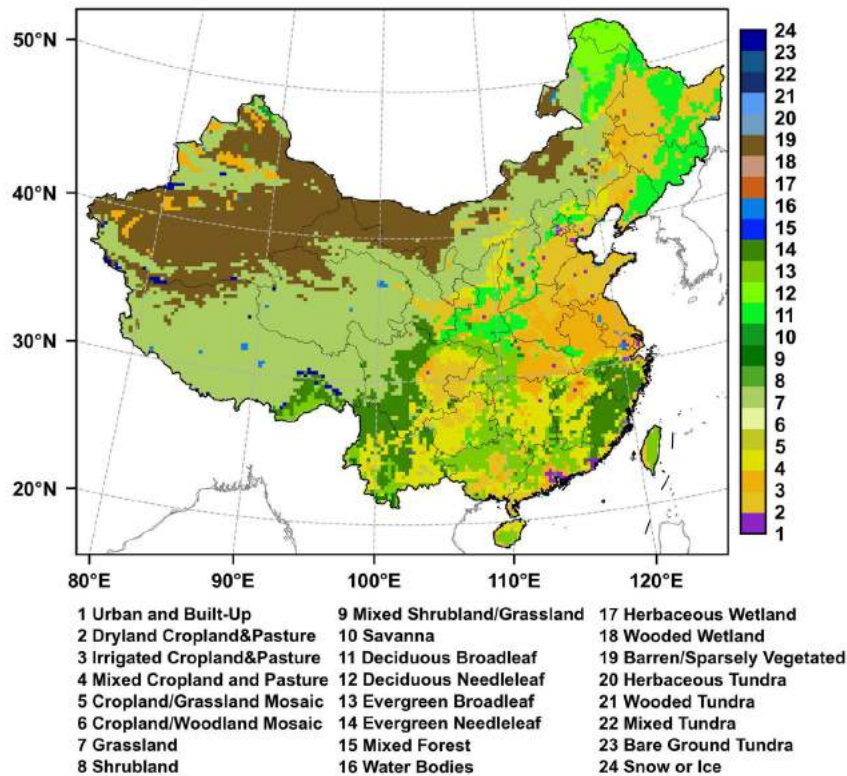 50°N
40°N
30°N
20°N
80°E 90°E 100°E 110°E 120°E
24
23
22
21
20
19
18
17
16
15
14
13
12
11
10
9
8
7
6
5
4
3
2
1
1 Urban and Built-Up
2 Dryland Cropland&Pasture
3 Irrigated Cropland&Pasture
4 Mixed Cropland and Pasture
5 Cropland/Grassland Mosaic
6 Cropland/Woodland Mosaic
7 Grassland
8 Shrubland
9 Mixed Shrubland/Grassland
10 Savanna
11 Deciduous Broadleaf
12 Deciduous Needleleaf
13 Evergreen Broadleaf
14 Evergreen Needleleaf
15 Mixed Forest
16 Water Bodies
17 Herbaceous Wetland
18 Wooded Wetland
19 Barren/Sparsely Vegetated
20 Herbaceous Tundra
21 Wooded Tundra
22 Mixed Tundra
23 Bare Ground Tundra
24 Snow or Ice